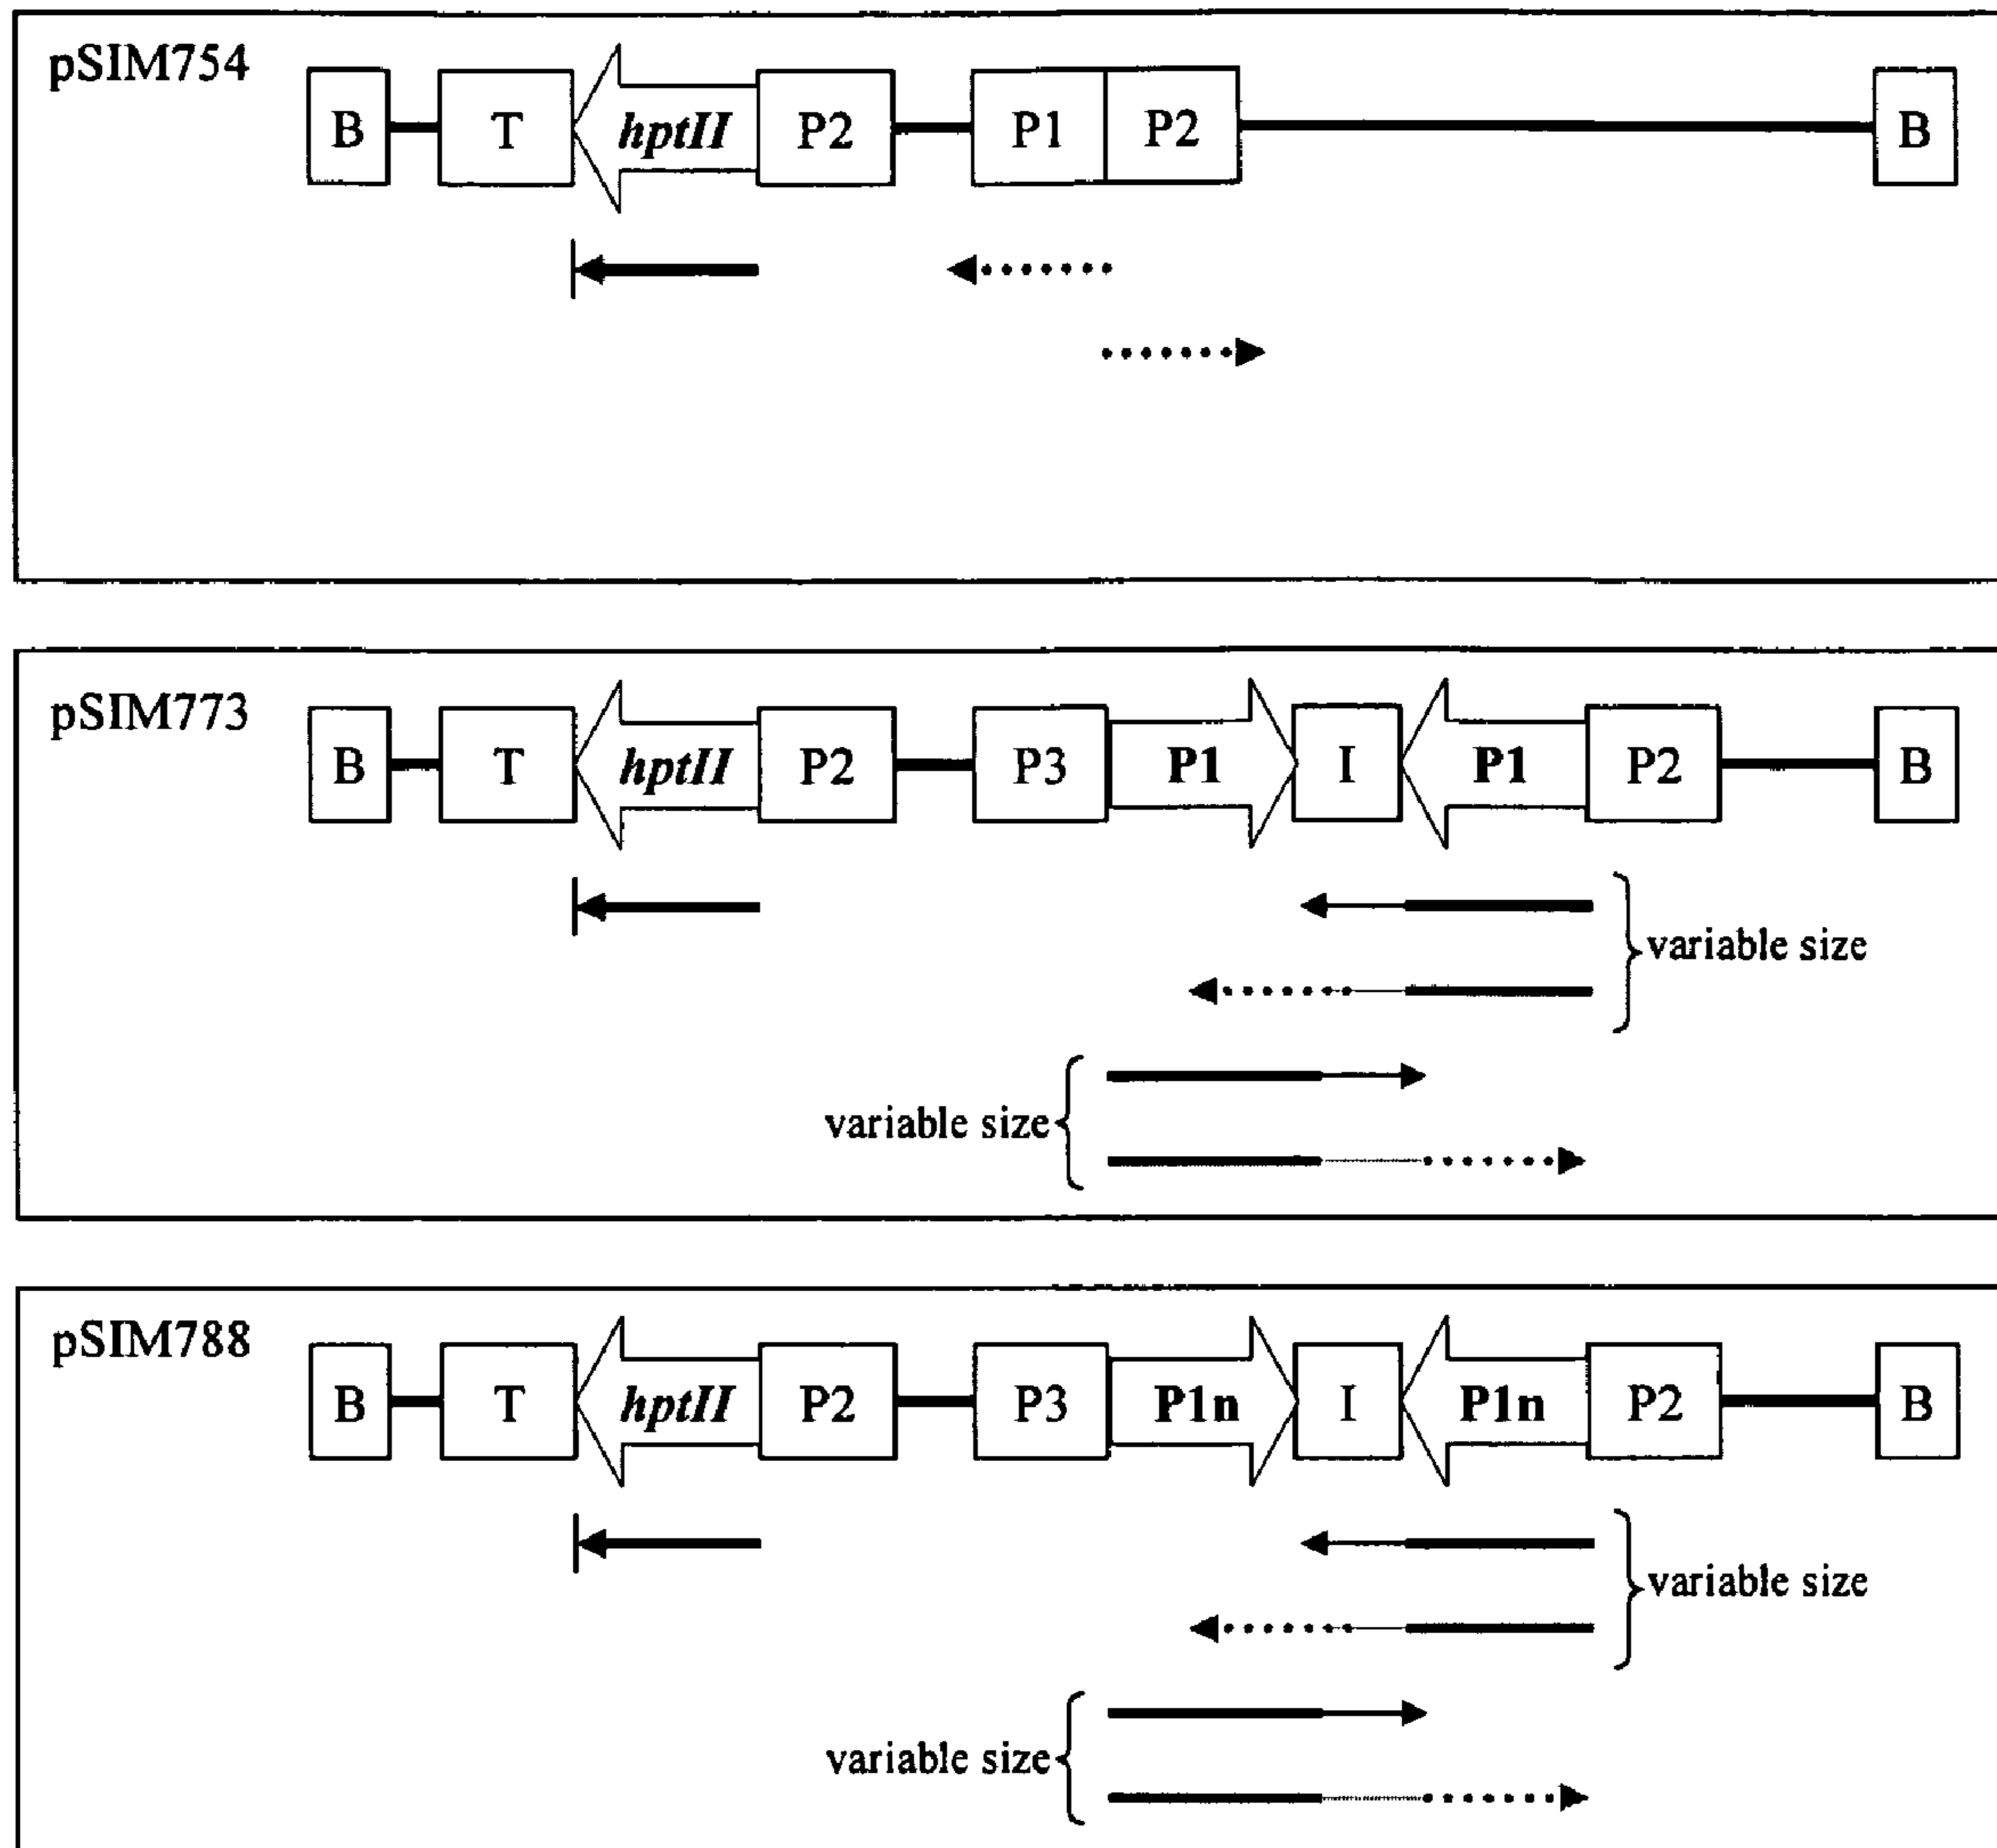 pSIM754
B T hptII P2 P1 P2 B
pSIM773
B T hptII P2 P3 P1 I P1 P2 B
variable size
variable size
pSIM788
B T hptII P2 P3 P1n I P1n P2 B
variable size
variable size